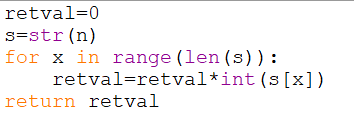 retval=0
s=str(n)
for x in range(len(s)):
    retval=retval*int(s[x])
return retval